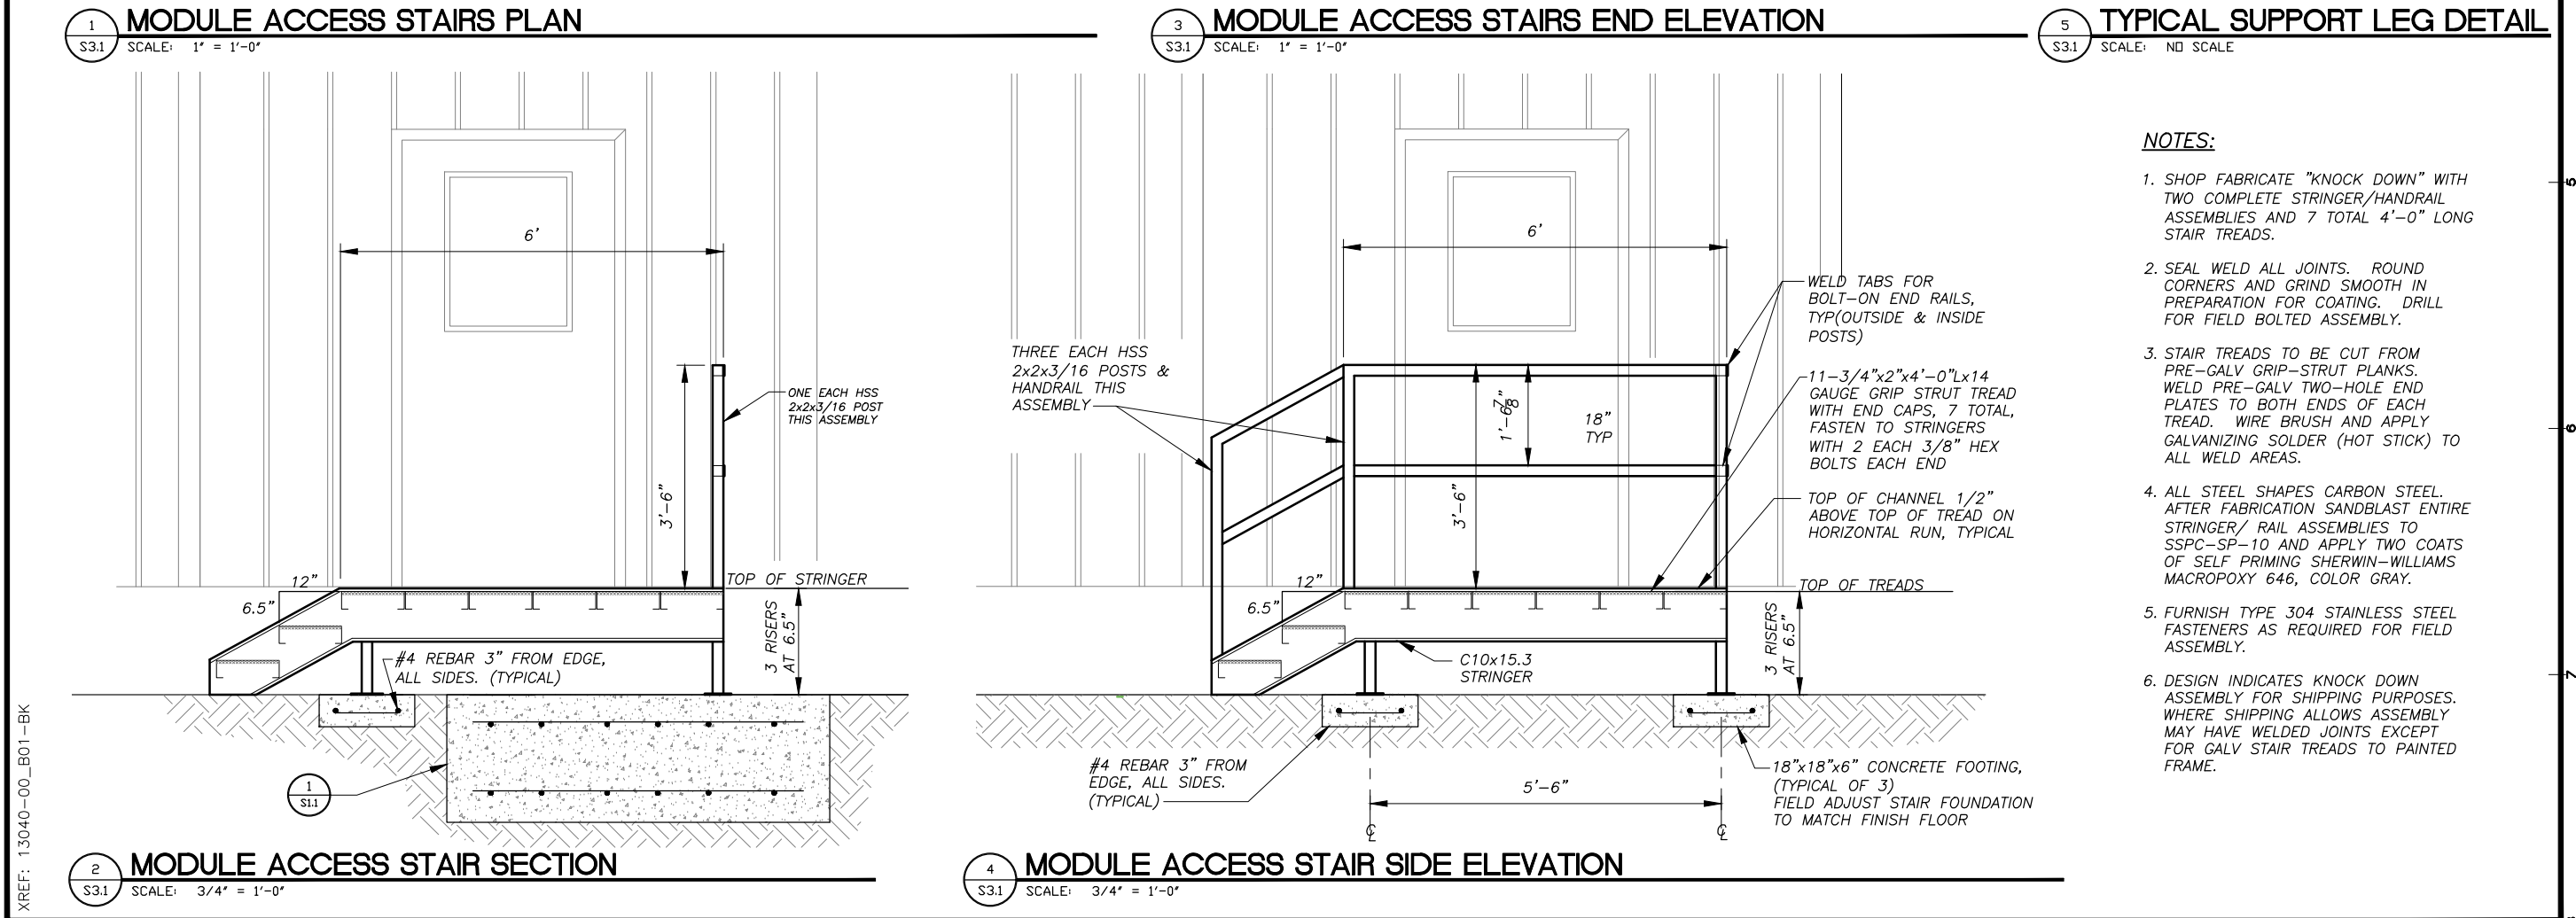 1
S3.1
MODULE ACCESS STAIRS PLAN
SCALE: 1" = 1'-0"
3
S3.1
MODULE ACCESS STAIRS END ELEVATION
SCALE: 1" = 1'-0"
5
S3.1
TYPICAL SUPPORT LEG DETAIL
SCALE: NO SCALE
6'
3'-6"
ONE EACH HSS
2x2x3/16 POST
THIS ASSEMBLY
TOP OF STRINGER
12"
6.5"
3 RISERS
AT 6.5"
#4 REBAR 3" FROM EDGE,
ALL SIDES. (TYPICAL)
1
S1.1
2
S3.1
MODULE ACCESS STAIR SECTION
SCALE: 3/4" = 1'-0"
6'
THREE EACH HSS
2x2x3/16 POSTS &
HANDRAIL THIS
ASSEMBLY
1'-6 7/8"
18"
TYP
3'-6"
WELD TABS FOR
BOLT-ON END RAILS,
TYP(OUTSIDE & INSIDE
POSTS)
11-3/4"x2"x4'-0"Lx14
GAUGE GRIP STRUT TREAD
WITH END CAPS, 7 TOTAL,
FASTEN TO STRINGERS
WITH 2 EACH 3/8" HEX
BOLTS EACH END
TOP OF CHANNEL 1/2"
ABOVE TOP OF TREAD ON
HORIZONTAL RUN, TYPICAL
TOP OF TREADS
12"
6.5"
3 RISERS
AT 6.5"
C10x15.3
STRINGER
#4 REBAR 3" FROM
EDGE, ALL SIDES.
(TYPICAL)
5'-6"
18"x18"x6" CONCRETE FOOTING,
(TYPICAL OF 3)
FIELD ADJUST STAIR FOUNDATION
TO MATCH FINISH FLOOR
℄
℄
4
S3.1
MODULE ACCESS STAIR SIDE ELEVATION
SCALE: 3/4" = 1'-0"
NOTES:
1. SHOP FABRICATE "KNOCK DOWN" WITH
TWO COMPLETE STRINGER/HANDRAIL
ASSEMBLIES AND 7 TOTAL 4'-0" LONG
STAIR TREADS.
2. SEAL WELD ALL JOINTS. ROUND
CORNERS AND GRIND SMOOTH IN
PREPARATION FOR COATING. DRILL
FOR FIELD BOLTED ASSEMBLY.
3. STAIR TREADS TO BE CUT FROM
PRE-GALV GRIP-STRUT PLANKS.
WELD PRE-GALV TWO-HOLE END
PLATES TO BOTH ENDS OF EACH
TREAD. WIRE BRUSH AND APPLY
GALVANIZING SOLDER (HOT STICK) TO
ALL WELD AREAS.
4. ALL STEEL SHAPES CARBON STEEL.
AFTER FABRICATION SANDBLAST ENTIRE
STRINGER/ RAIL ASSEMBLIES TO
SSPC-SP-10 AND APPLY TWO COATS
OF SELF PRIMING SHERWIN-WILLIAMS
MACROPOXY 646, COLOR GRAY.
5. FURNISH TYPE 304 STAINLESS STEEL
FASTENERS AS REQUIRED FOR FIELD
ASSEMBLY.
6. DESIGN INDICATES KNOCK DOWN
ASSEMBLY FOR SHIPPING PURPOSES.
WHERE SHIPPING ALLOWS ASSEMBLY
MAY HAVE WELDED JOINTS EXCEPT
FOR GALV STAIR TREADS TO PAINTED
FRAME.
5
6
7
XREF: 13040-00_B01-BK